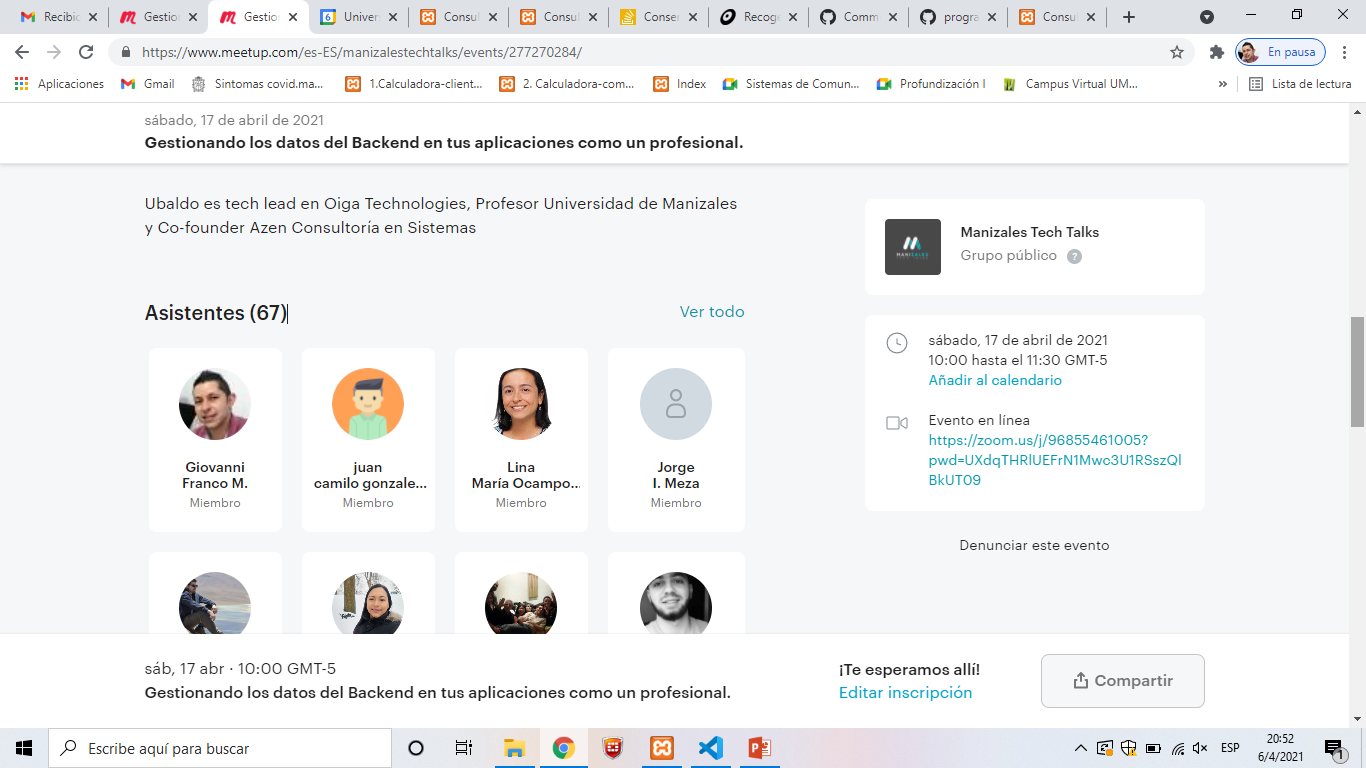 Recibid
Gestion
Gestio
Univer
Consul
Consul
Conser
Recoge
Comm
progra
Consul
https://www.meetup.com/es-ES/manizalestechtalks/events/277270284/
En pausa
Aplicaciones
Gmail
Sintomas covid.ma...
1.Calculadora-client...
2. Calculadora-com...
Index
Sistemas de Comun...
Profundización I
Campus Virtual UM...
»
Lista de lectura
sábado, 17 de abril de 2021
Gestionando los datos del Backend en tus aplicaciones como un profesional.
Ubaldo es tech lead en Oiga Technologies, Profesor Universidad de Manizales
y Co-founder Azen Consultoría en Sistemas
Asistentes (67)
Ver todo
Giovanni
Franco M.
Miembro
juan
camilo gonzale...
Miembro
Lina
María Ocampo...
Miembro
Jorge
I. Meza
Miembro
MANIZALES
Manizales Tech Talks
Grupo público ?
sábado, 17 de abril de 2021
10:00 hasta el 11:30 GMT-5
Añadir al calendario
Evento en línea
https://zoom.us/j/96855461005?
pwd=UXdqTHRlUEFrN1Mwc3U1RSszQl
BkUT09
Denunciar este evento
sáb, 17 abr · 10:00 GMT-5
Gestionando los datos del Backend en tus aplicaciones como un profesional.
¡Te esperamos allí!
Editar inscripción
Compartir
Escribe aquí para buscar
ESP
20:52
6/4/2021
1